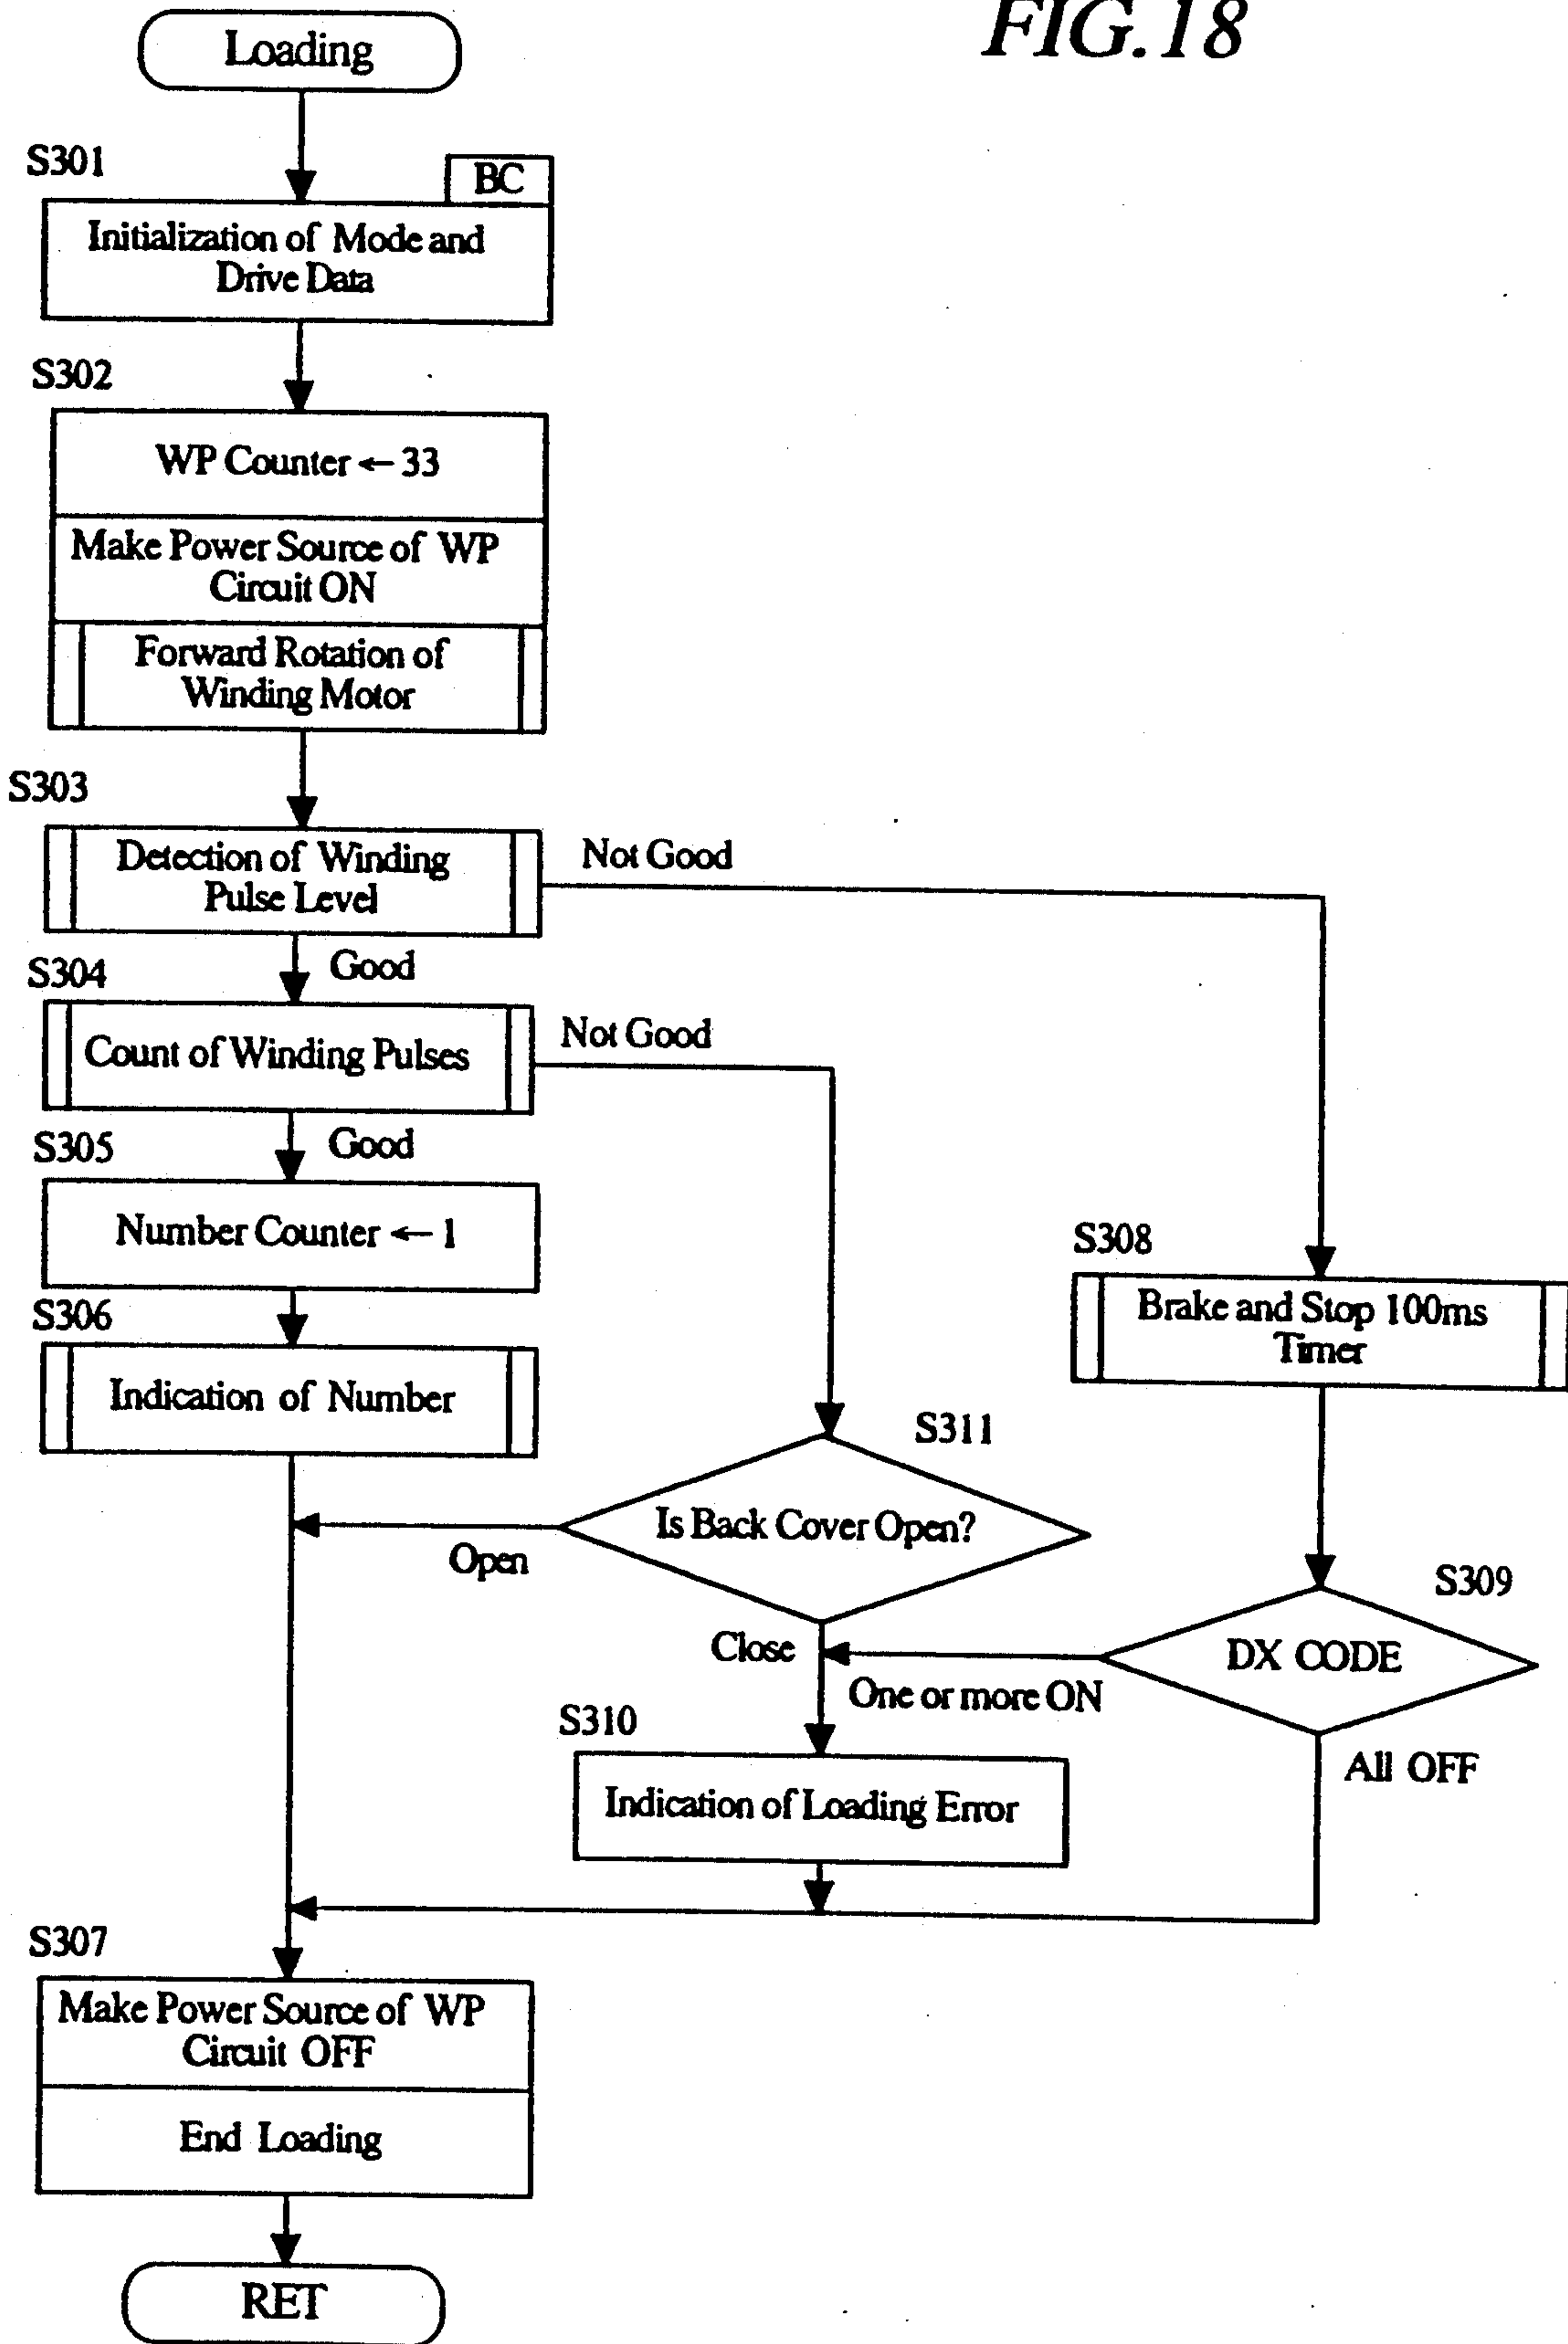 FIG.18
Loading
S301
BC
Initialization of Mode and
Drive Data
S302
WP Counter ← 33
Make Power Source of WP
Circuit ON
Forward Rotation of
Winding Motor
S303
Detection of Winding
Pulse Level
Not Good
Good
S304
Count of Winding Pulses
Not Good
Good
S305
Number Counter ← 1
S306
Indication of Number
S308
Brake and Stop 100ms
Timer
S311
Is Back Cover Open?
Open
Close
S309
DX CODE
One or more ON
All OFF
S310
Indication of Loading Error
S307
Make Power Source of WP
Circuit OFF
End Loading
RET